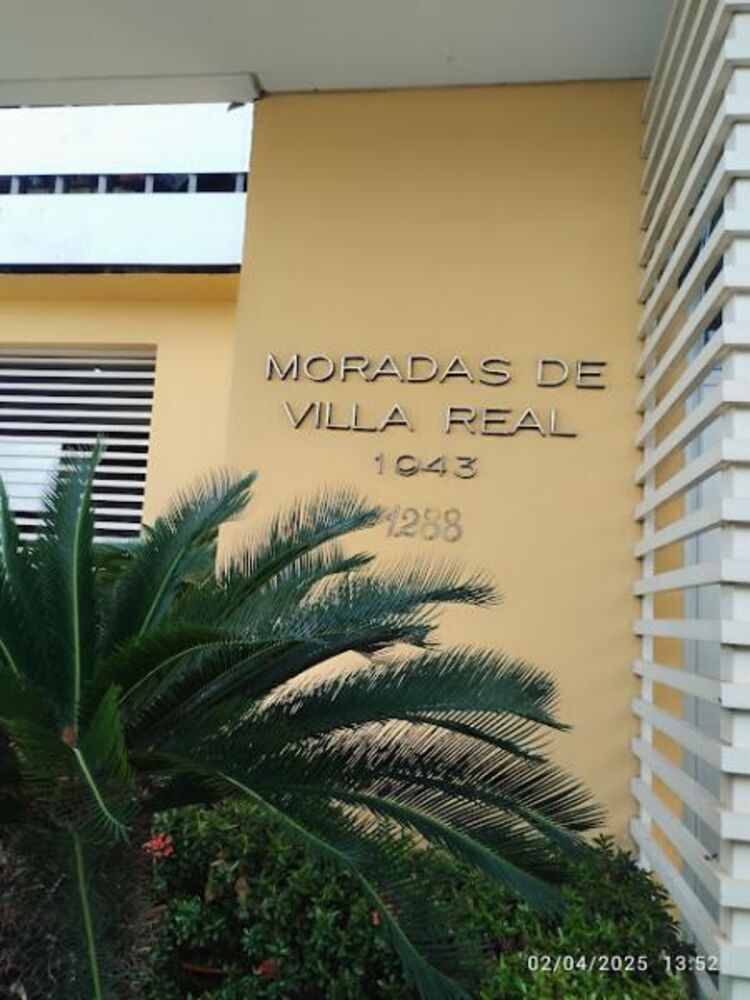 MORADAS DE
VILLA REAL
1943
1288
02/04/2025 13:52